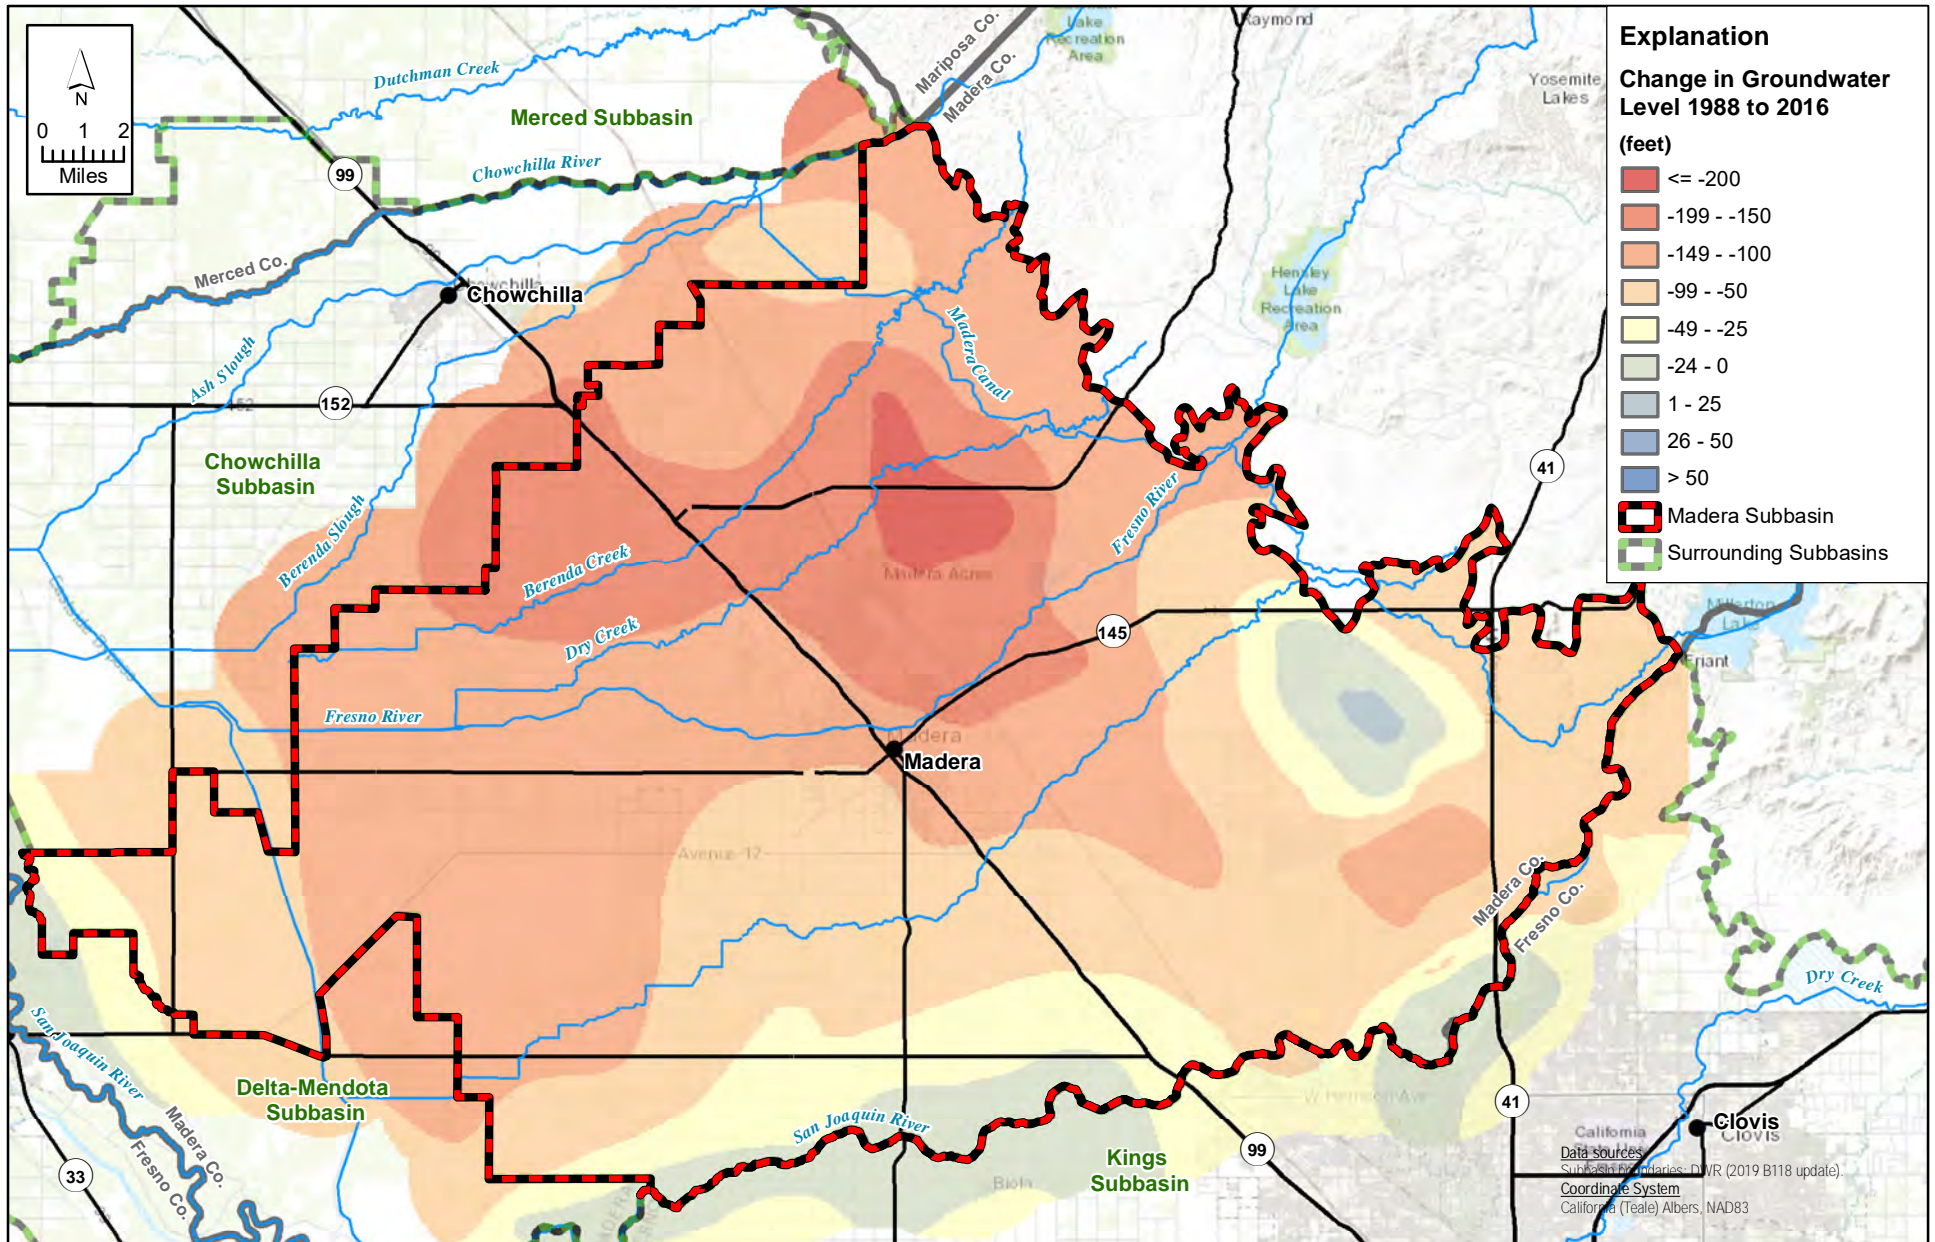 N
0 1 2
Miles
Explanation
Change in Groundwater
Level 1988 to 2016
(feet)
<= -200
-199 - -150
-149 - -100
-99 - -50
-49 - -25
-24 - 0
1 - 25
26 - 50
> 50
Madera Subbasin
Surrounding Subbasins
Raymond
Lake
Recreation
Area
Yosemite
Lakes
Mariposa Co.
Madera Co.
Dutchman Creek
Merced Subbasin
Chowchilla River
99
Merced Co.
Chowchilla
Hensley
Lake
Recreation
Area
Madera Canal
Ash Slough
152
152
Chowchilla
Subbasin
41
Berenda Slough
Berenda Creek
Fresno River
Madera Acres
Dry Creek
145
Millerton
Lake
Friant
Fresno River
Madera
Madera
Avenue 12
Madera Co.
Fresno Co.
Dry Creek
San Joaquin River
Delta-Mendota
Subbasin
Madera Co.
Fresno Co.
33
San Joaquin River
Biola
Kings
Subbasin
99
41
Clovis
Clovis
California
Data sources
Subbasin boundaries: DWR (2019 B118 update).
Coordinate System
California (Teale) Albers, NAD83